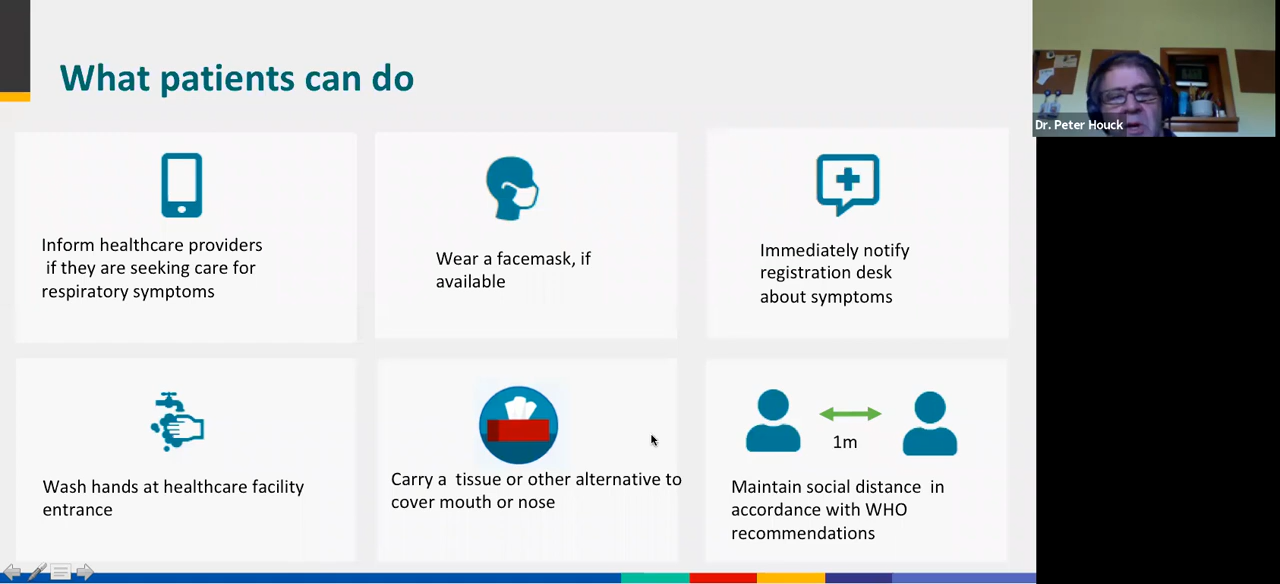 What patients can do
Dr. Peter Houck
Inform healthcare providers
if they are seeking care for
respiratory symptoms
Wear a facemask, if
available
Immediately notify
registration desk
about symptoms
Wash hands at healthcare facility
entrance
Carry a  tissue or other alternative to
cover mouth or nose
1m
Maintain social distance  in
accordance with WHO
recommendations